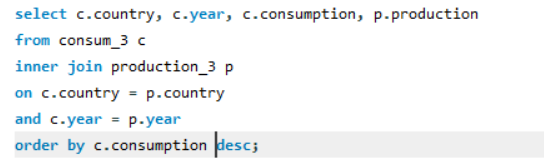 select c.country, c.year, c.consumption, p.production
from consum_3 c
inner join production_3 p
on c.country = p.country
and c.year = p.year
order by c.consumption desc;